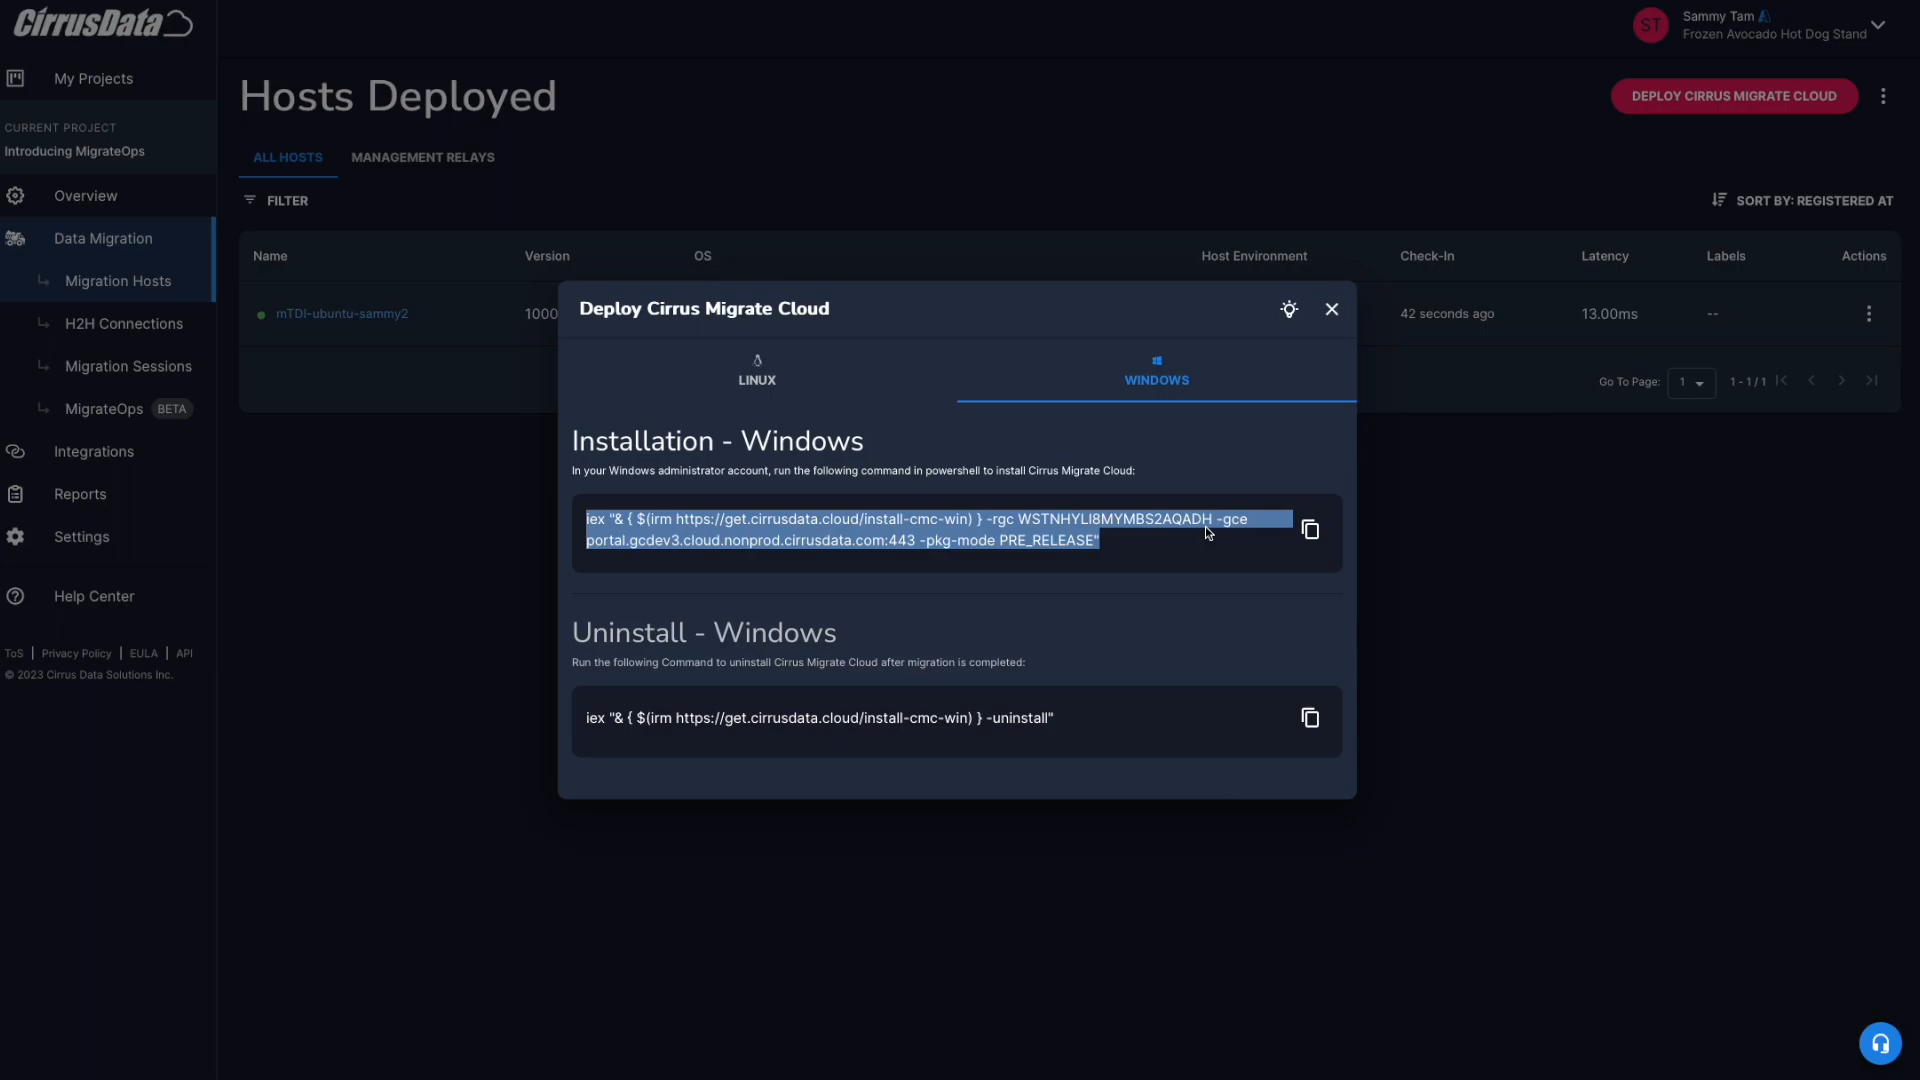 CirrusData
ST
Sammy Tam
Frozen Avocado Hot Dog Stand
My Projects
Hosts Deployed
DEPLOY CIRRUS MIGRATE CLOUD
CURRENT PROJECT
Introducing MigrateOps
ALL HOSTS
MANAGEMENT RELAYS
Overview
FILTER
SORT BY: REGISTERED AT
Data Migration
Name Version OS Host Environment Check-In Latency Labels Actions
Migration Hosts
mTDI-ubuntu-sammy2 1000 42 seconds ago 13.00ms --
H2H Connections
Migration Sessions
MigrateOps BETA
Go To Page: 1 1 - 1 / 1
Integrations
Reports
Settings
Help Center
ToS | Privacy Policy | EULA | API
© 2023 Cirrus Data Solutions Inc.
Deploy Cirrus Migrate Cloud
LINUX
WINDOWS
Installation - Windows
In your Windows administrator account, run the following command in powershell to install Cirrus Migrate Cloud:
iex "& { $(irm https://get.cirrusdata.cloud/install-cmc-win) } -rgc WSTNHYLI8MYMBS2AQADH -gce
portal.gcdev3.cloud.nonprod.cirrusdata.com:443 -pkg-mode PRE_RELEASE"
Uninstall - Windows
Run the following Command to uninstall Cirrus Migrate Cloud after migration is completed:
iex "& { $(irm https://get.cirrusdata.cloud/install-cmc-win) } -uninstall"